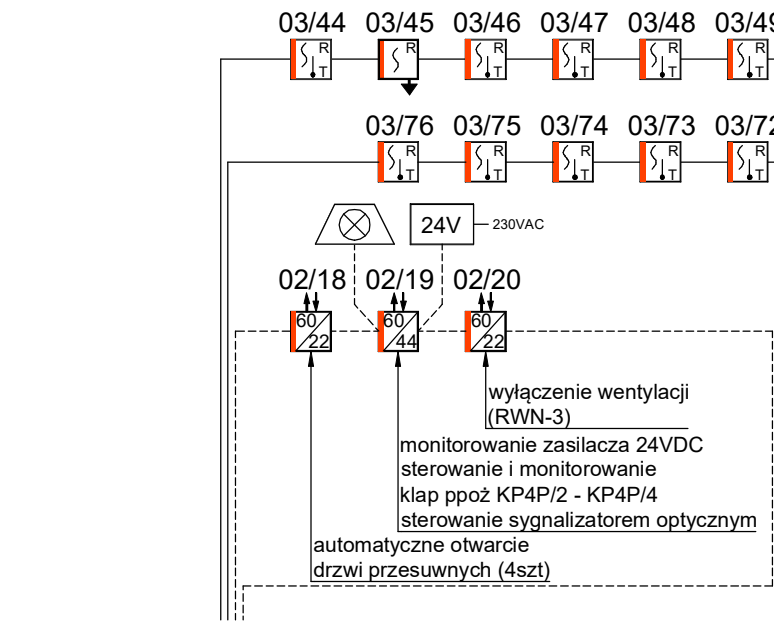 03/44 03/45 03/46 03/47 03/48 03/49
R R R R R R
T T T T T
03/76 03/75 03/74 03/73 03/72
R R R R R
T T T T T
24V 230VAC
02/18 02/19 02/20
60 60 60
22 44 22
wyłączenie wentylacji
(RWN-3)
monitorowanie zasilacza 24VDC
sterowanie i monitorowanie
klap ppoż KP4P/2 - KP4P/4
sterowanie sygnalizatorem optycznym
automatyczne otwarcie
drzwi przesuwnych (4szt)